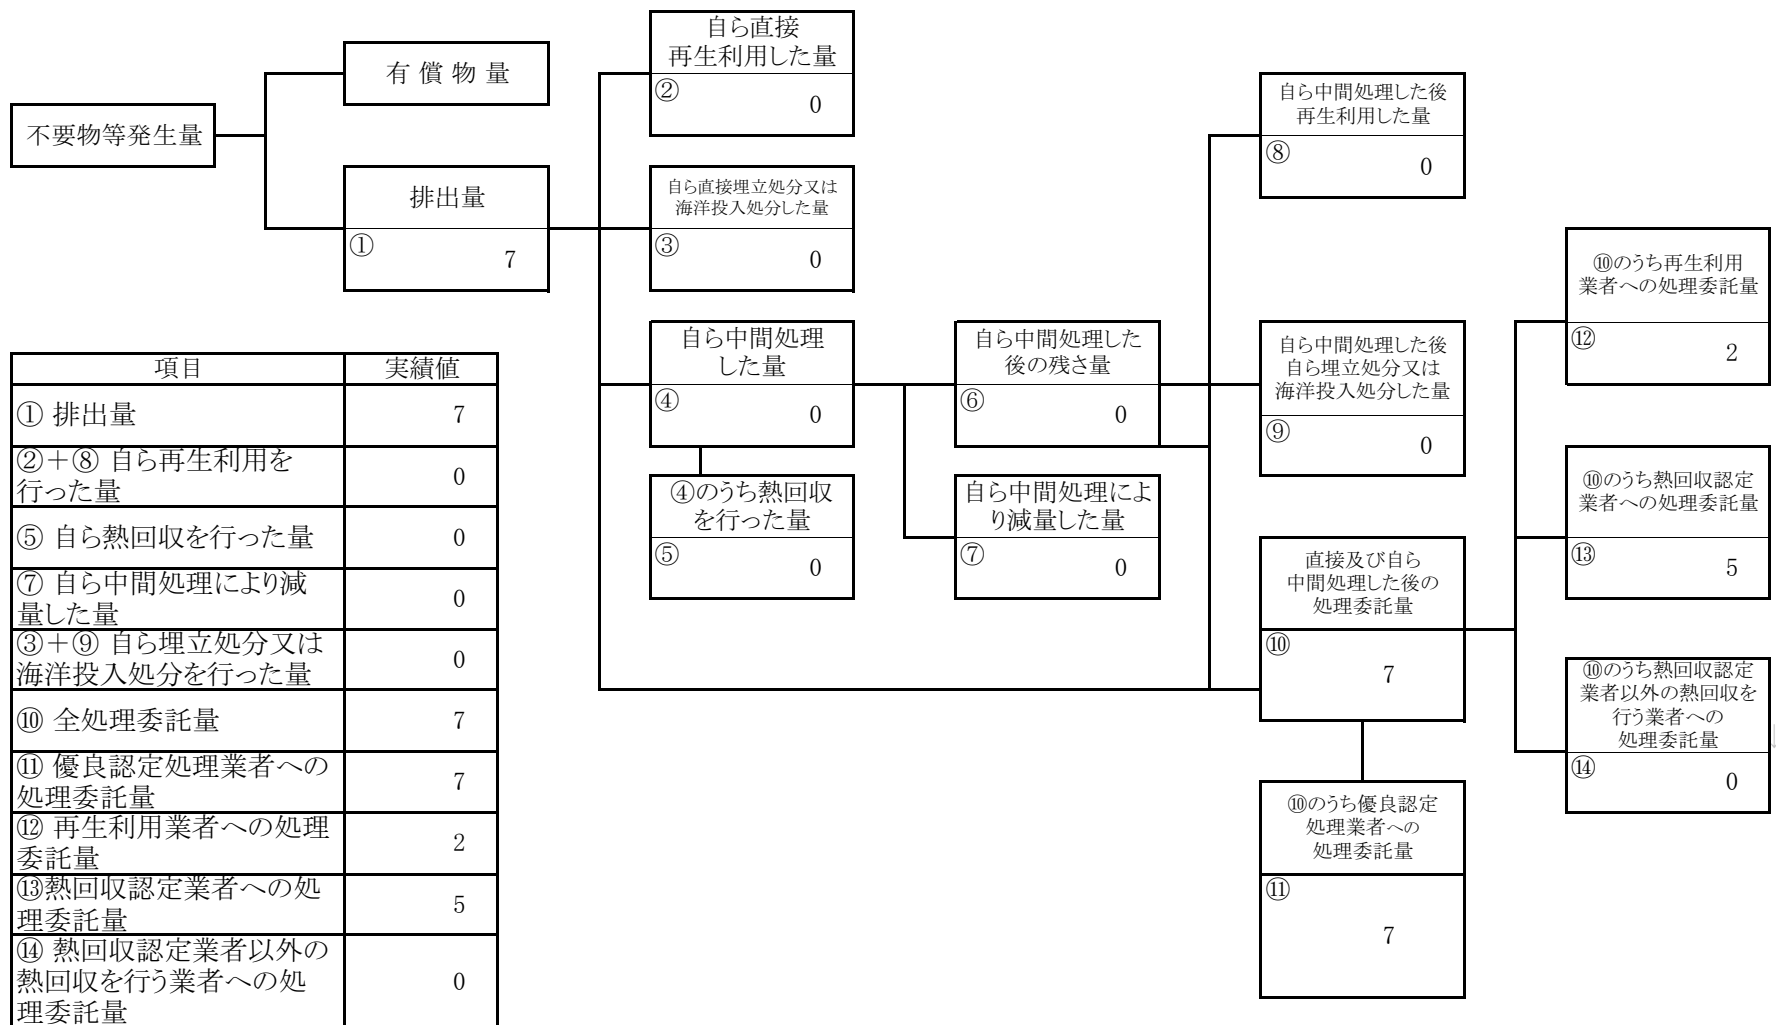 不要物等発生量
有償物量
排出量
①
7
自ら直接
再生利用した量
②
0
自ら直接埋立処分又は
海洋投入処分した量
③
0
自ら中間処理
した量
④
0
④のうち熱回収
を行った量
⑤
0
自ら中間処理した
後の残さ量
⑥
0
自ら中間処理によ
り減量した量
⑦
0
自ら中間処理した後
再生利用した量
⑧
0
自ら中間処理した後
自ら埋立処分又は
海洋投入処分した量
⑨
0
直接及び自ら
中間処理した後の
処理委託量
⑩
7
⑩のうち優良認定
処理業者への
処理委託量
⑪
7
⑩のうち再生利用
業者への処理委託量
⑫
2
⑩のうち熱回収認定
業者への処理委託量
⑬
5
⑩のうち熱回収認定
業者以外の熱回収を
行う業者への
処理委託量
⑭
0
項目 実績値
① 排出量 7
②＋⑧ 自ら再生利用を
行った量 0
⑤ 自ら熱回収を行った量 0
⑦ 自ら中間処理により減
量した量 0
③＋⑨ 自ら埋立処分又は
海洋投入処分を行った量 0
⑩ 全処理委託量 7
⑪ 優良認定処理業者への
処理委託量 7
⑫ 再生利用業者への処理
委託量 2
⑬熱回収認定業者への処
理委託量 5
⑭ 熱回収認定業者以外の
熱回収を行う業者への処
理委託量 0